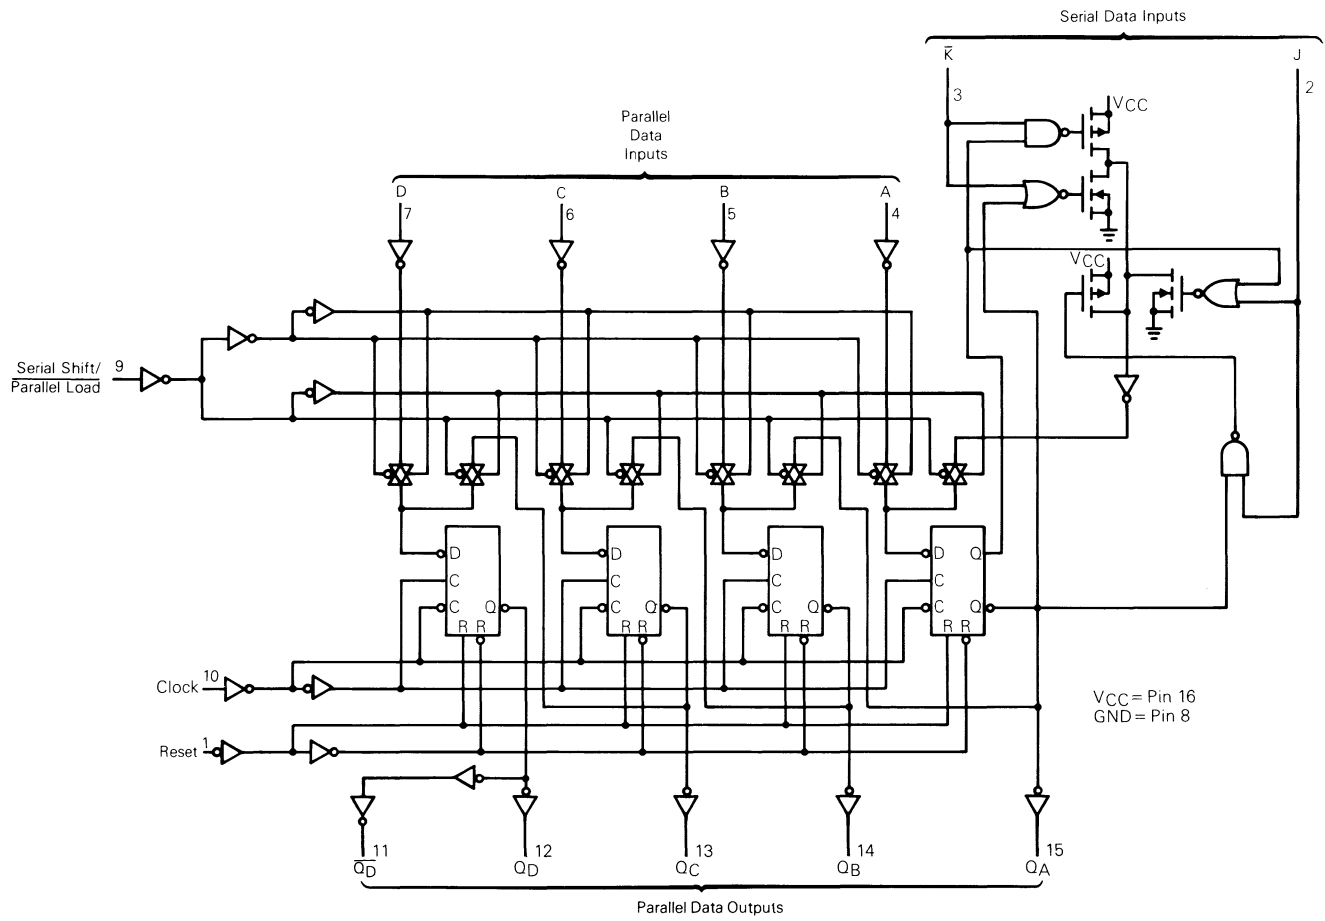 Serial Data Inputs
K̅ J
3 2
VCC
Parallel
Data
Inputs
D C B A
7 6 5 4
VCC
Serial Shift/ 9
P̅a̅r̅a̅l̅l̅e̅l̅ L̅o̅a̅d̅
D D D D Q
C C C C
C Q C Q C Q C Q
R R R R R R R R
Clock 10
VCC = Pin 16
GND = Pin 8
Reset 1
11 12 13 14 15
Q̅D̅ QD QC QB QA
Parallel Data Outputs